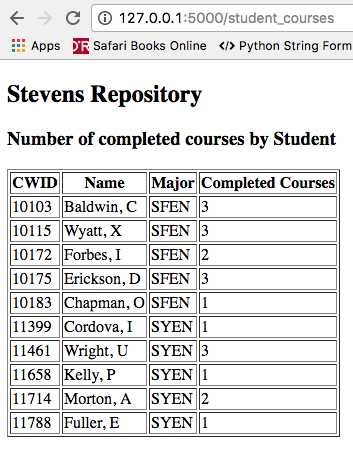 127.0.0.1:5000/student_courses
Apps O'R Safari Books Online </> Python String Form
Stevens Repository
Number of completed courses by Student
CWID Name Major Completed Courses
10103 Baldwin, C SFEN 3
10115 Wyatt, X SFEN 3
10172 Forbes, I SFEN 2
10175 Erickson, D SFEN 3
10183 Chapman, O SFEN 1
11399 Cordova, I SYEN 1
11461 Wright, U SYEN 3
11658 Kelly, P SYEN 1
11714 Morton, A SYEN 2
11788 Fuller, E SYEN 1